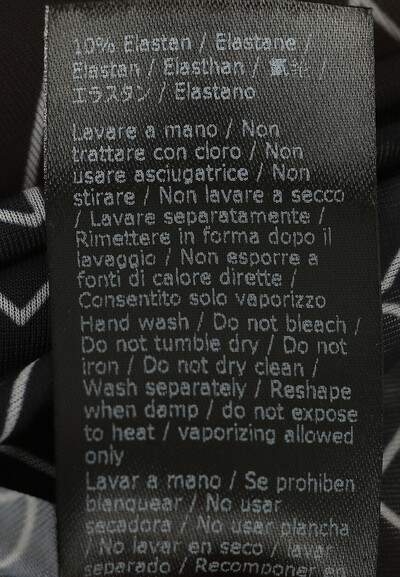 10% Elastan / Elastane /
Elastan / Elasthan / 氨纶 /
エラスタン / Elastano
Lavare a mano / Non
trattare con cloro / Non
usare asciugatrice / Non
stirare / Non lavare a secco
/ Lavare separatamente /
Rimettere in forma dopo il
lavaggio / Non esporre a
fonti di calore dirette /
Consentito solo vaporizzo
Hand wash / Do not bleach /
Do not tumble dry / Do not
iron / Do not dry clean /
Wash separately / Reshape
when damp / do not expose
to heat / vaporizing allowed
only
Lavar a mano / Se prohiben
blanquear / No usar
secadora / No usar plancha
/ No lavar en seco / lavar
separado / Recomponer en